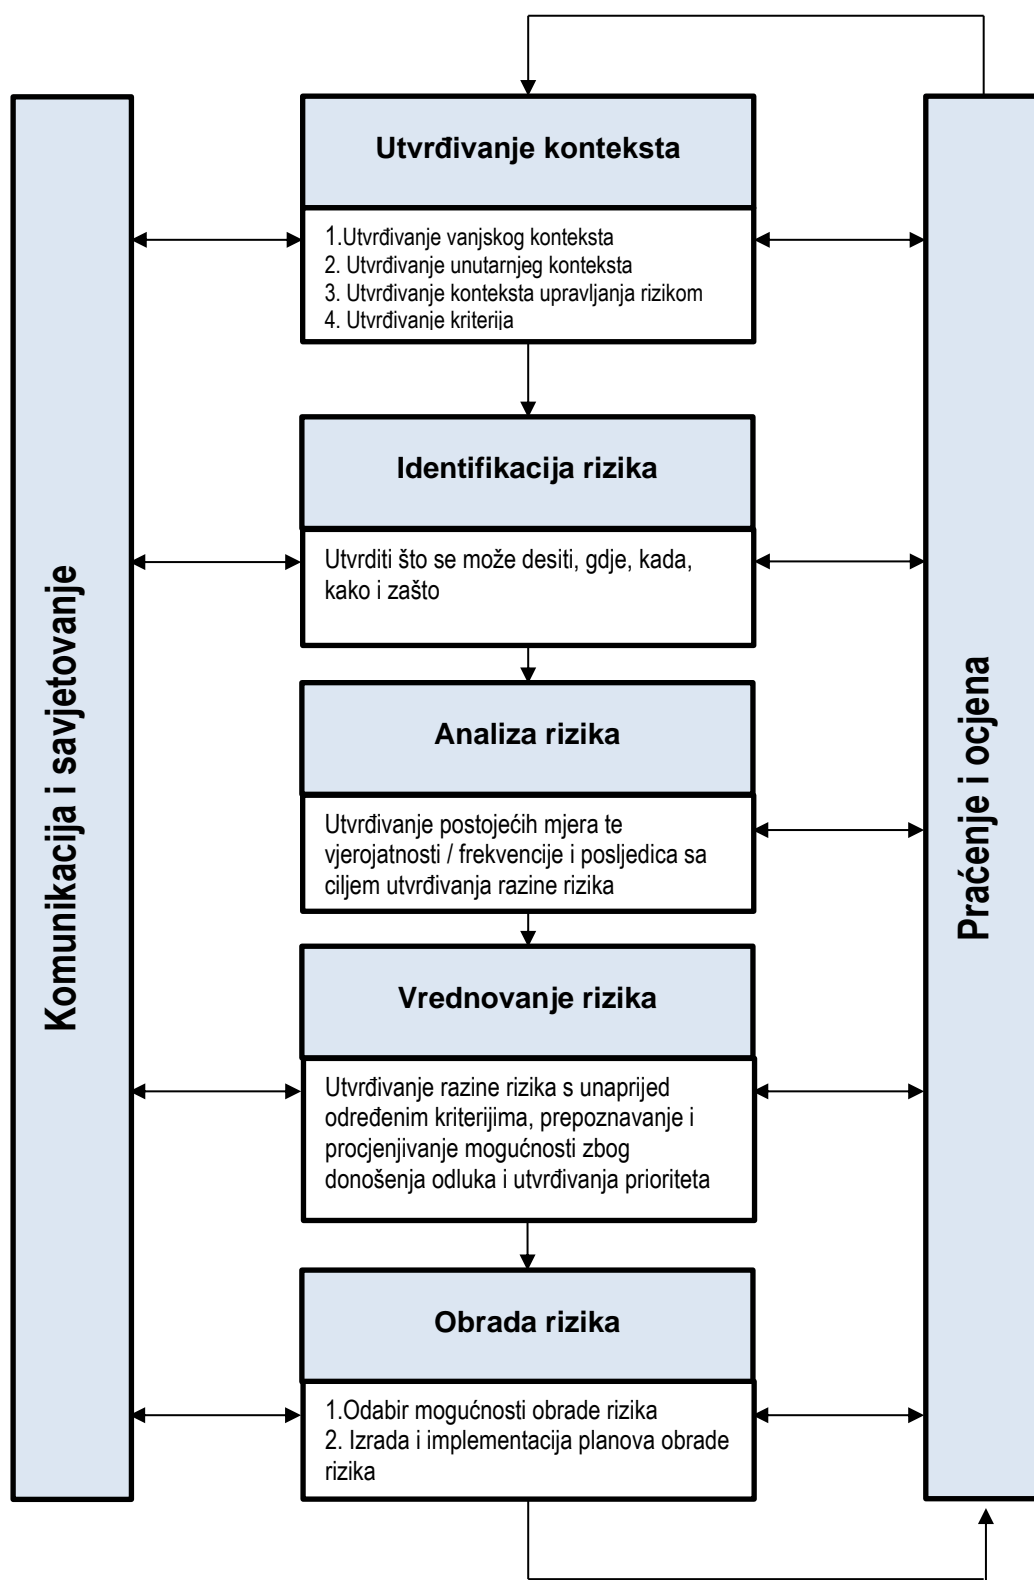 Utvrđivanje konteksta
1.Utvrđivanje vanjskog konteksta
2. Utvrđivanje unutarnjeg konteksta
3. Utvrđivanje konteksta upravljanja rizikom
4. Utvrđivanje kriterija
Identifikacija rizika
Utvrditi što se može desiti, gdje, kada,
kako i zašto
Analiza rizika
Utvrđivanje postojećih mjera te
vjerojatnosti / frekvencije i posljedica sa
ciljem utvrđivanja razine rizika
Vrednovanje rizika
Utvrđivanje razine rizika s unaprijed
određenim kriterijima, prepoznavanje i
procjenjivanje mogućnosti zbog
donošenja odluka i utvrđivanja prioriteta
Obrada rizika
1.Odabir mogućnosti obrade rizika
2. Izrada i implementacija planova obrade
rizika
Komunikacija i savjetovanje
Praćenje i ocjena